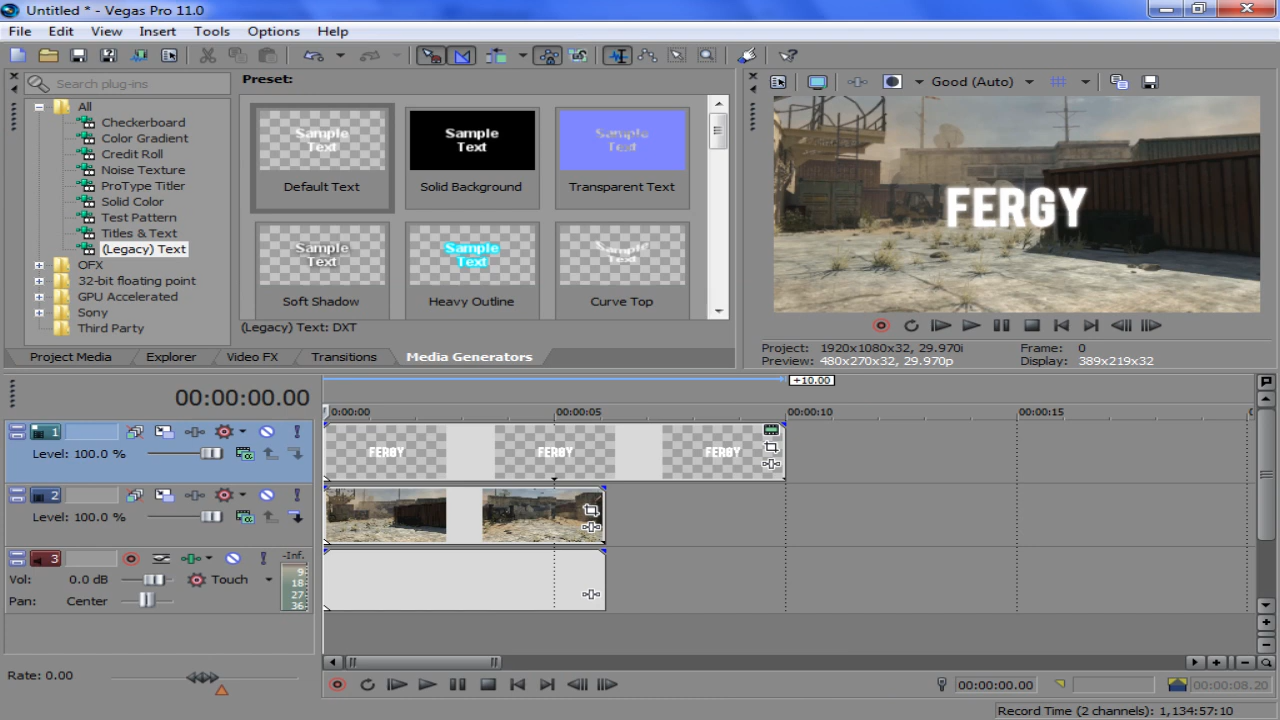 Untitled * - Vegas Pro 11.0
File Edit View Insert Tools Options Help
Search plug-ins
Preset:
All
Checkerboard
Color Gradient
Credit Roll
Noise Texture
ProType Titler
Solid Color
Test Pattern
Titles & Text
(Legacy) Text
OFX
32-bit floating point
GPU Accelerated
Sony
Third Party
Sample
Text
Default Text
Sample
Text
Solid Background
Sample
Text
Transparent Text
Sample
Text
Soft Shadow
Sample
Text
Heavy Outline
Sample
Text
Curve Top
(Legacy) Text: DXT
Project Media Explorer Video FX Transitions Media Generators
Good (Auto)
FERGY
Project: 1920x1080x32, 29.970i Frame: 0
Preview: 480x270x32, 29.970p Display: 389x219x32
00:00:00.00
+10.00
0:00:00 00:00:05 00:00:10 00:00:15
1
Level: 100.0 %
FERGY FERGY FERGY
2
Level: 100.0 %
3
-Inf.
Vol: 0.0 dB Touch
Pan: Center
9
18
27
36
Rate: 0.00
00:00:00.00 00:00:08.20
Record Time (2 channels): 1,134:57:10